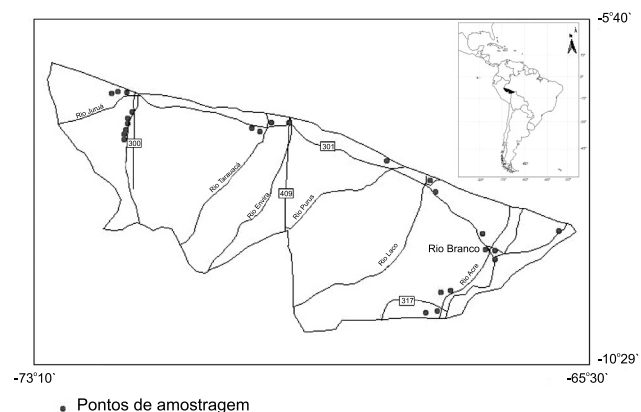 -5°40`
Rio Juruá
300
301
Rio Tarauacá
409
Rio Envira
Rio Purus
Rio Branco
Rio Laco
Rio Acre
317
-10°29`
-73°10`
-65°30`
Pontos de amostragem